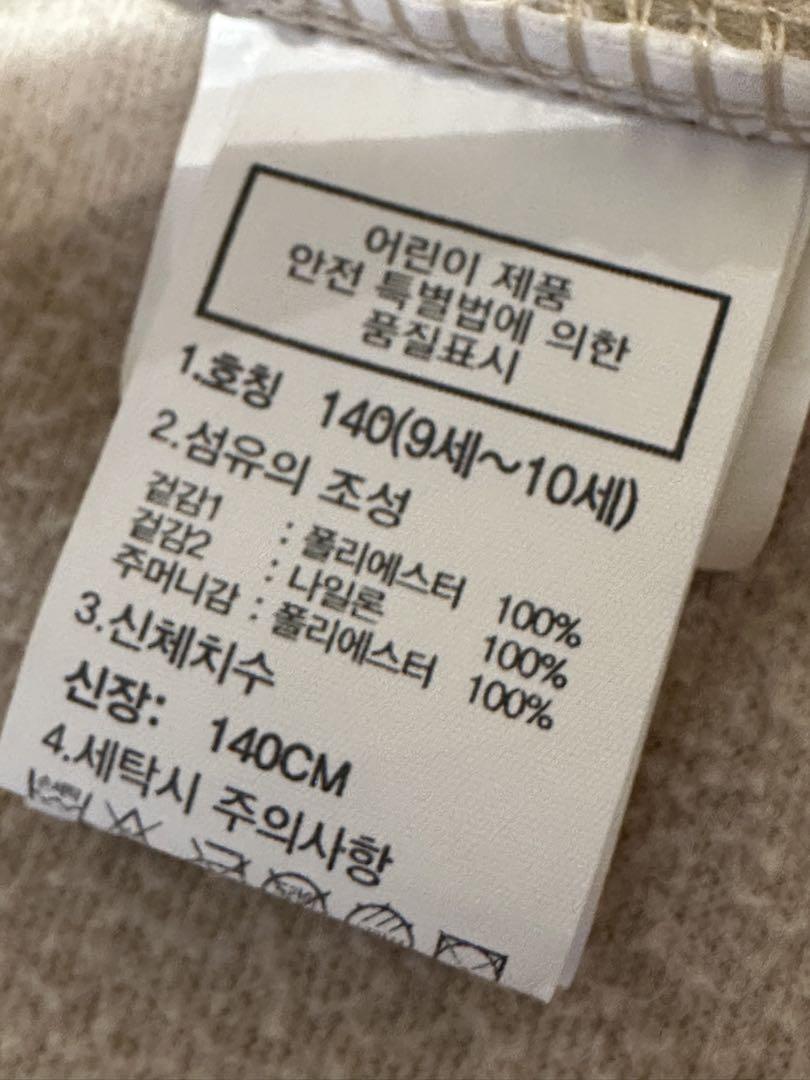 어린이 제품
안전 특별법에 의한
품질표시
1.호칭 140(9세~10세)
2.섬유의 조성
겉감1 : 폴리에스터 100%
겉감2 : 나일론 100%
주머니감 : 폴리에스터 100%
3.신체치수
신장: 140CM
4.세탁시 주의사항
손세탁